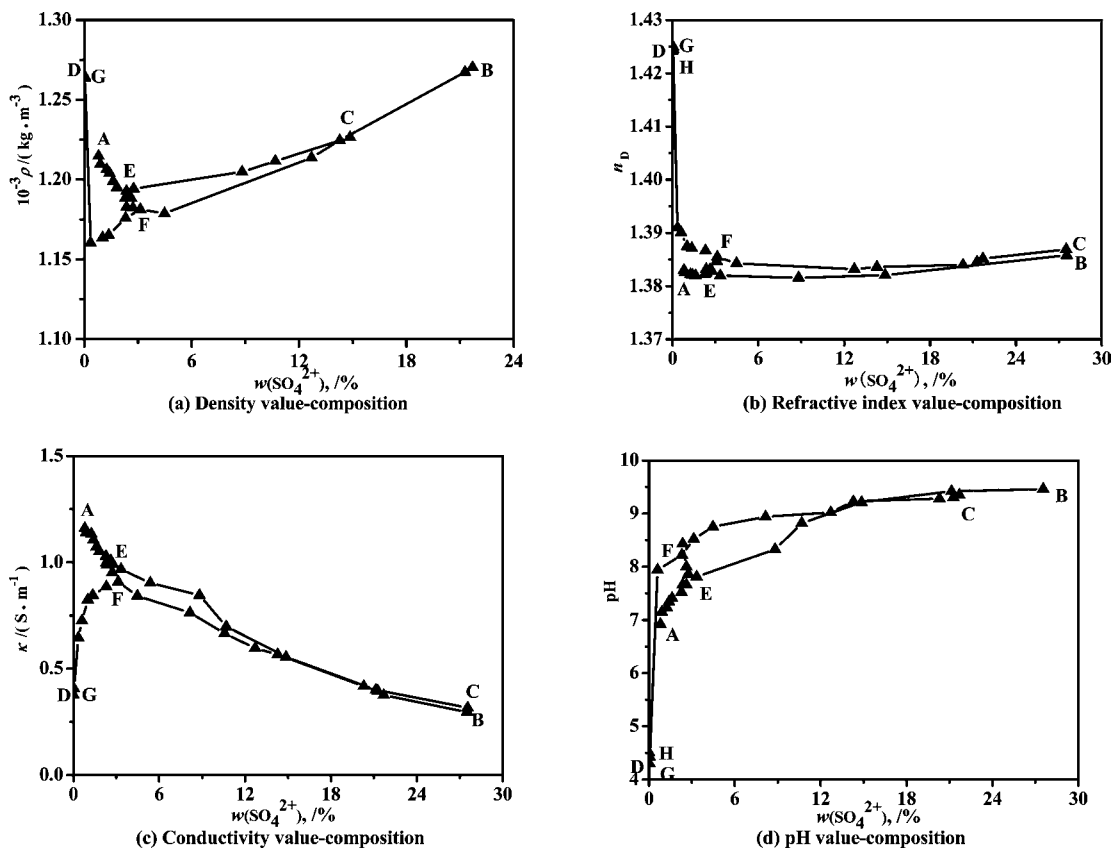 1.30
1.25
1.20
1.15
1.10
10⁻³ρ /( kg • m⁻³)
D
G
A
E
F
C
B
0
6
12
18
24
w(SO₄²⁺), /%
(a) Density value-composition
1.43
1.42
1.41
1.40
1.39
1.38
1.37
n_D
D
G
H
A
F
E
C
B
0
6
12
18
24
30
w(SO₄²⁺), /%
(b) Refractive index value-composition
1.5
1.0
0.5
0.0
κ /( S • m⁻¹)
A
E
F
D
G
C
B
0
6
12
18
24
30
w(SO₄²⁺), /%
(c) Conductivity value-composition
10
9
8
7
6
5
4
pH
F
E
A
B
C
D
H
G
0
6
12
18
24
30
w(SO₄²⁺), /%
(d) pH value-composition